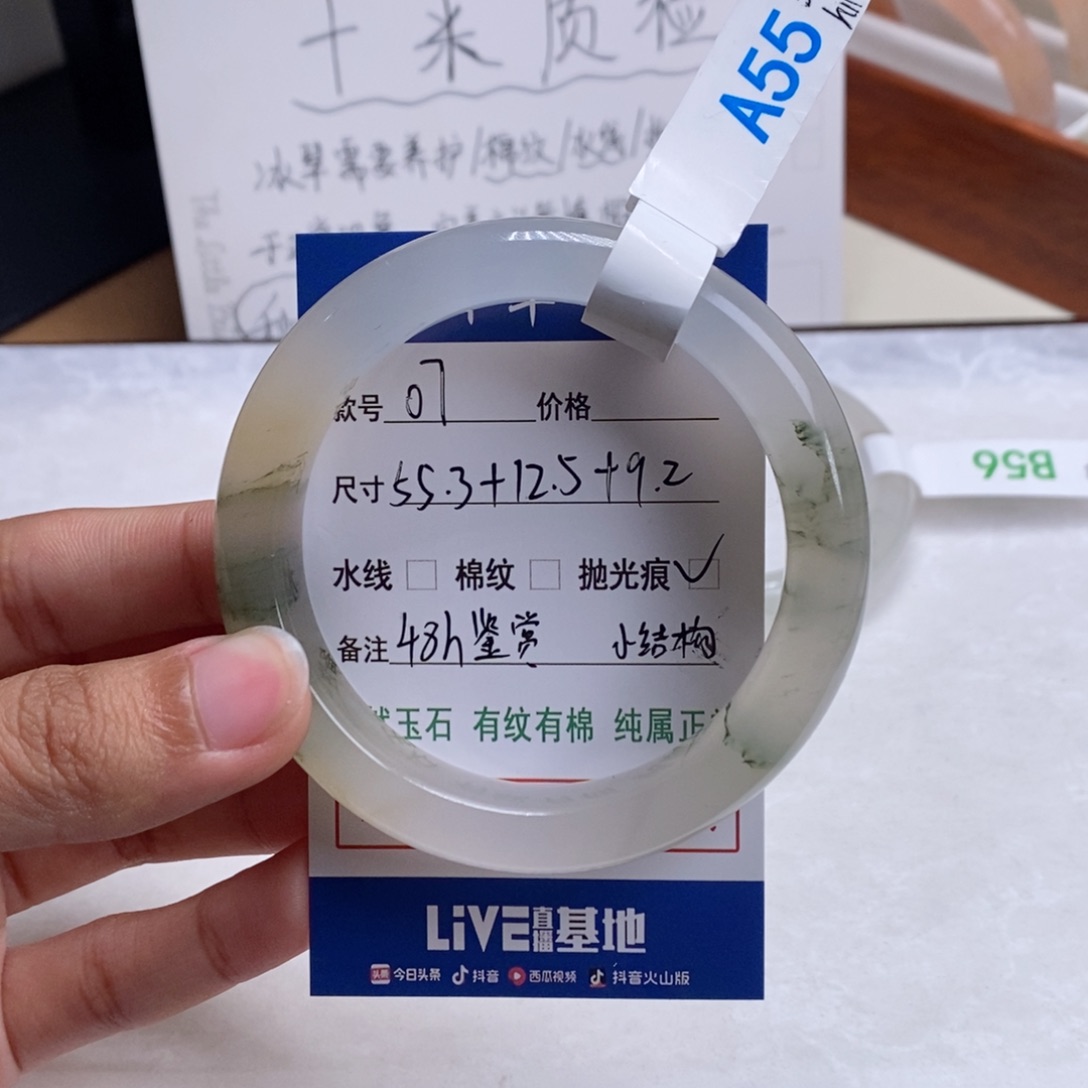 十米质检
A55
冰草需要养护/棉纹/水线/
款号 07 价格
尺寸 55.3+12.5+9.2
B56
水线 □ 棉纹 □ 抛光痕 ✓
备注 48h鉴赏 小结构
玉石 有纹有棉 纯属正
LiVE直播基地
头条 今日头条 抖音 西瓜视频 抖音火山版